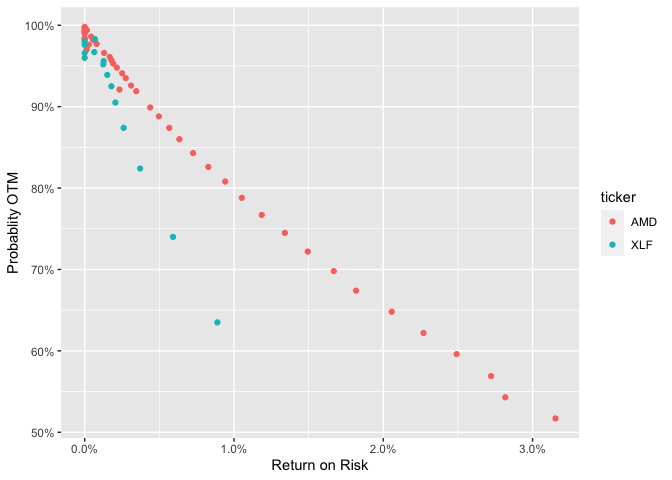 100%
90%
80%
70%
60%
50%
Probablity OTM
0.0%
1.0%
2.0%
3.0%
Return on Risk
ticker
AMD
XLF